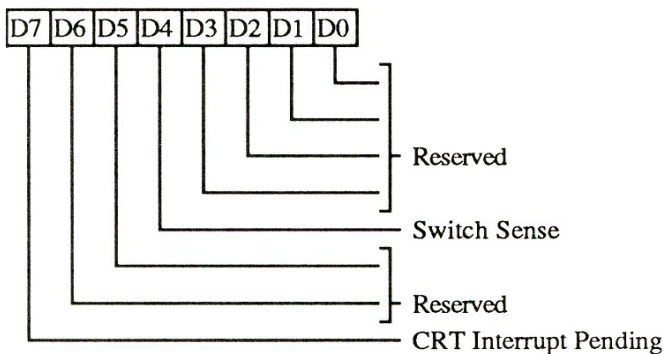 D7 D6 D5 D4 D3 D2 D1 D0
Reserved
Switch Sense
Reserved
CRT Interrupt Pending